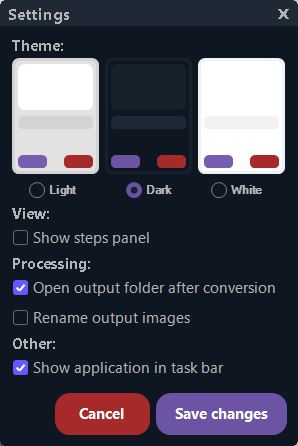 Settings X
Theme:
Light Dark White
View:
Show steps panel
Processing:
Open output folder after conversion
Rename output images
Other:
Show application in task bar
Cancel Save changes